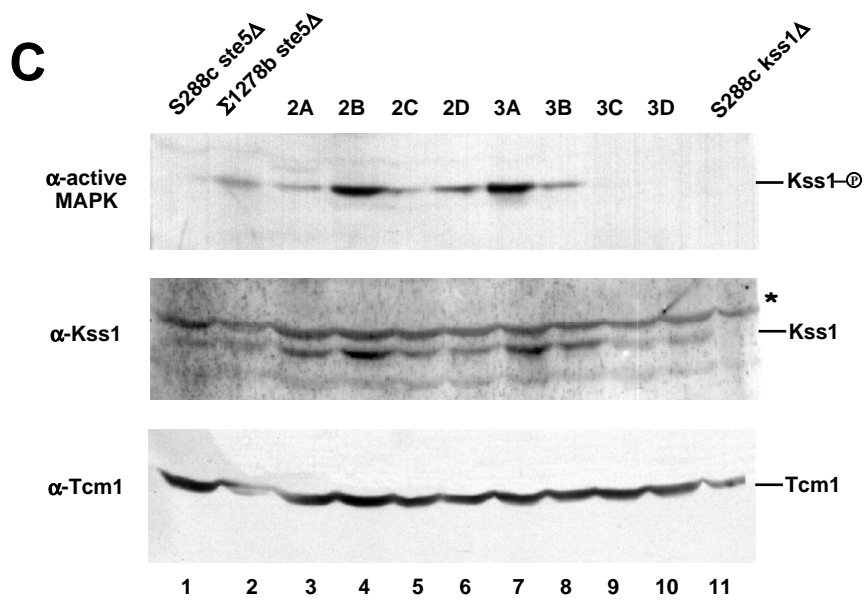 C
S288c ste5Δ
Σ1278b ste5Δ
2A 2B 2C 2D 3A 3B 3C 3D
S288c kss1Δ
α-active
MAPK
Kss1-Ⓟ
*
α-Kss1
Kss1
α-Tcm1
Tcm1
1 2 3 4 5 6 7 8 9 10 11